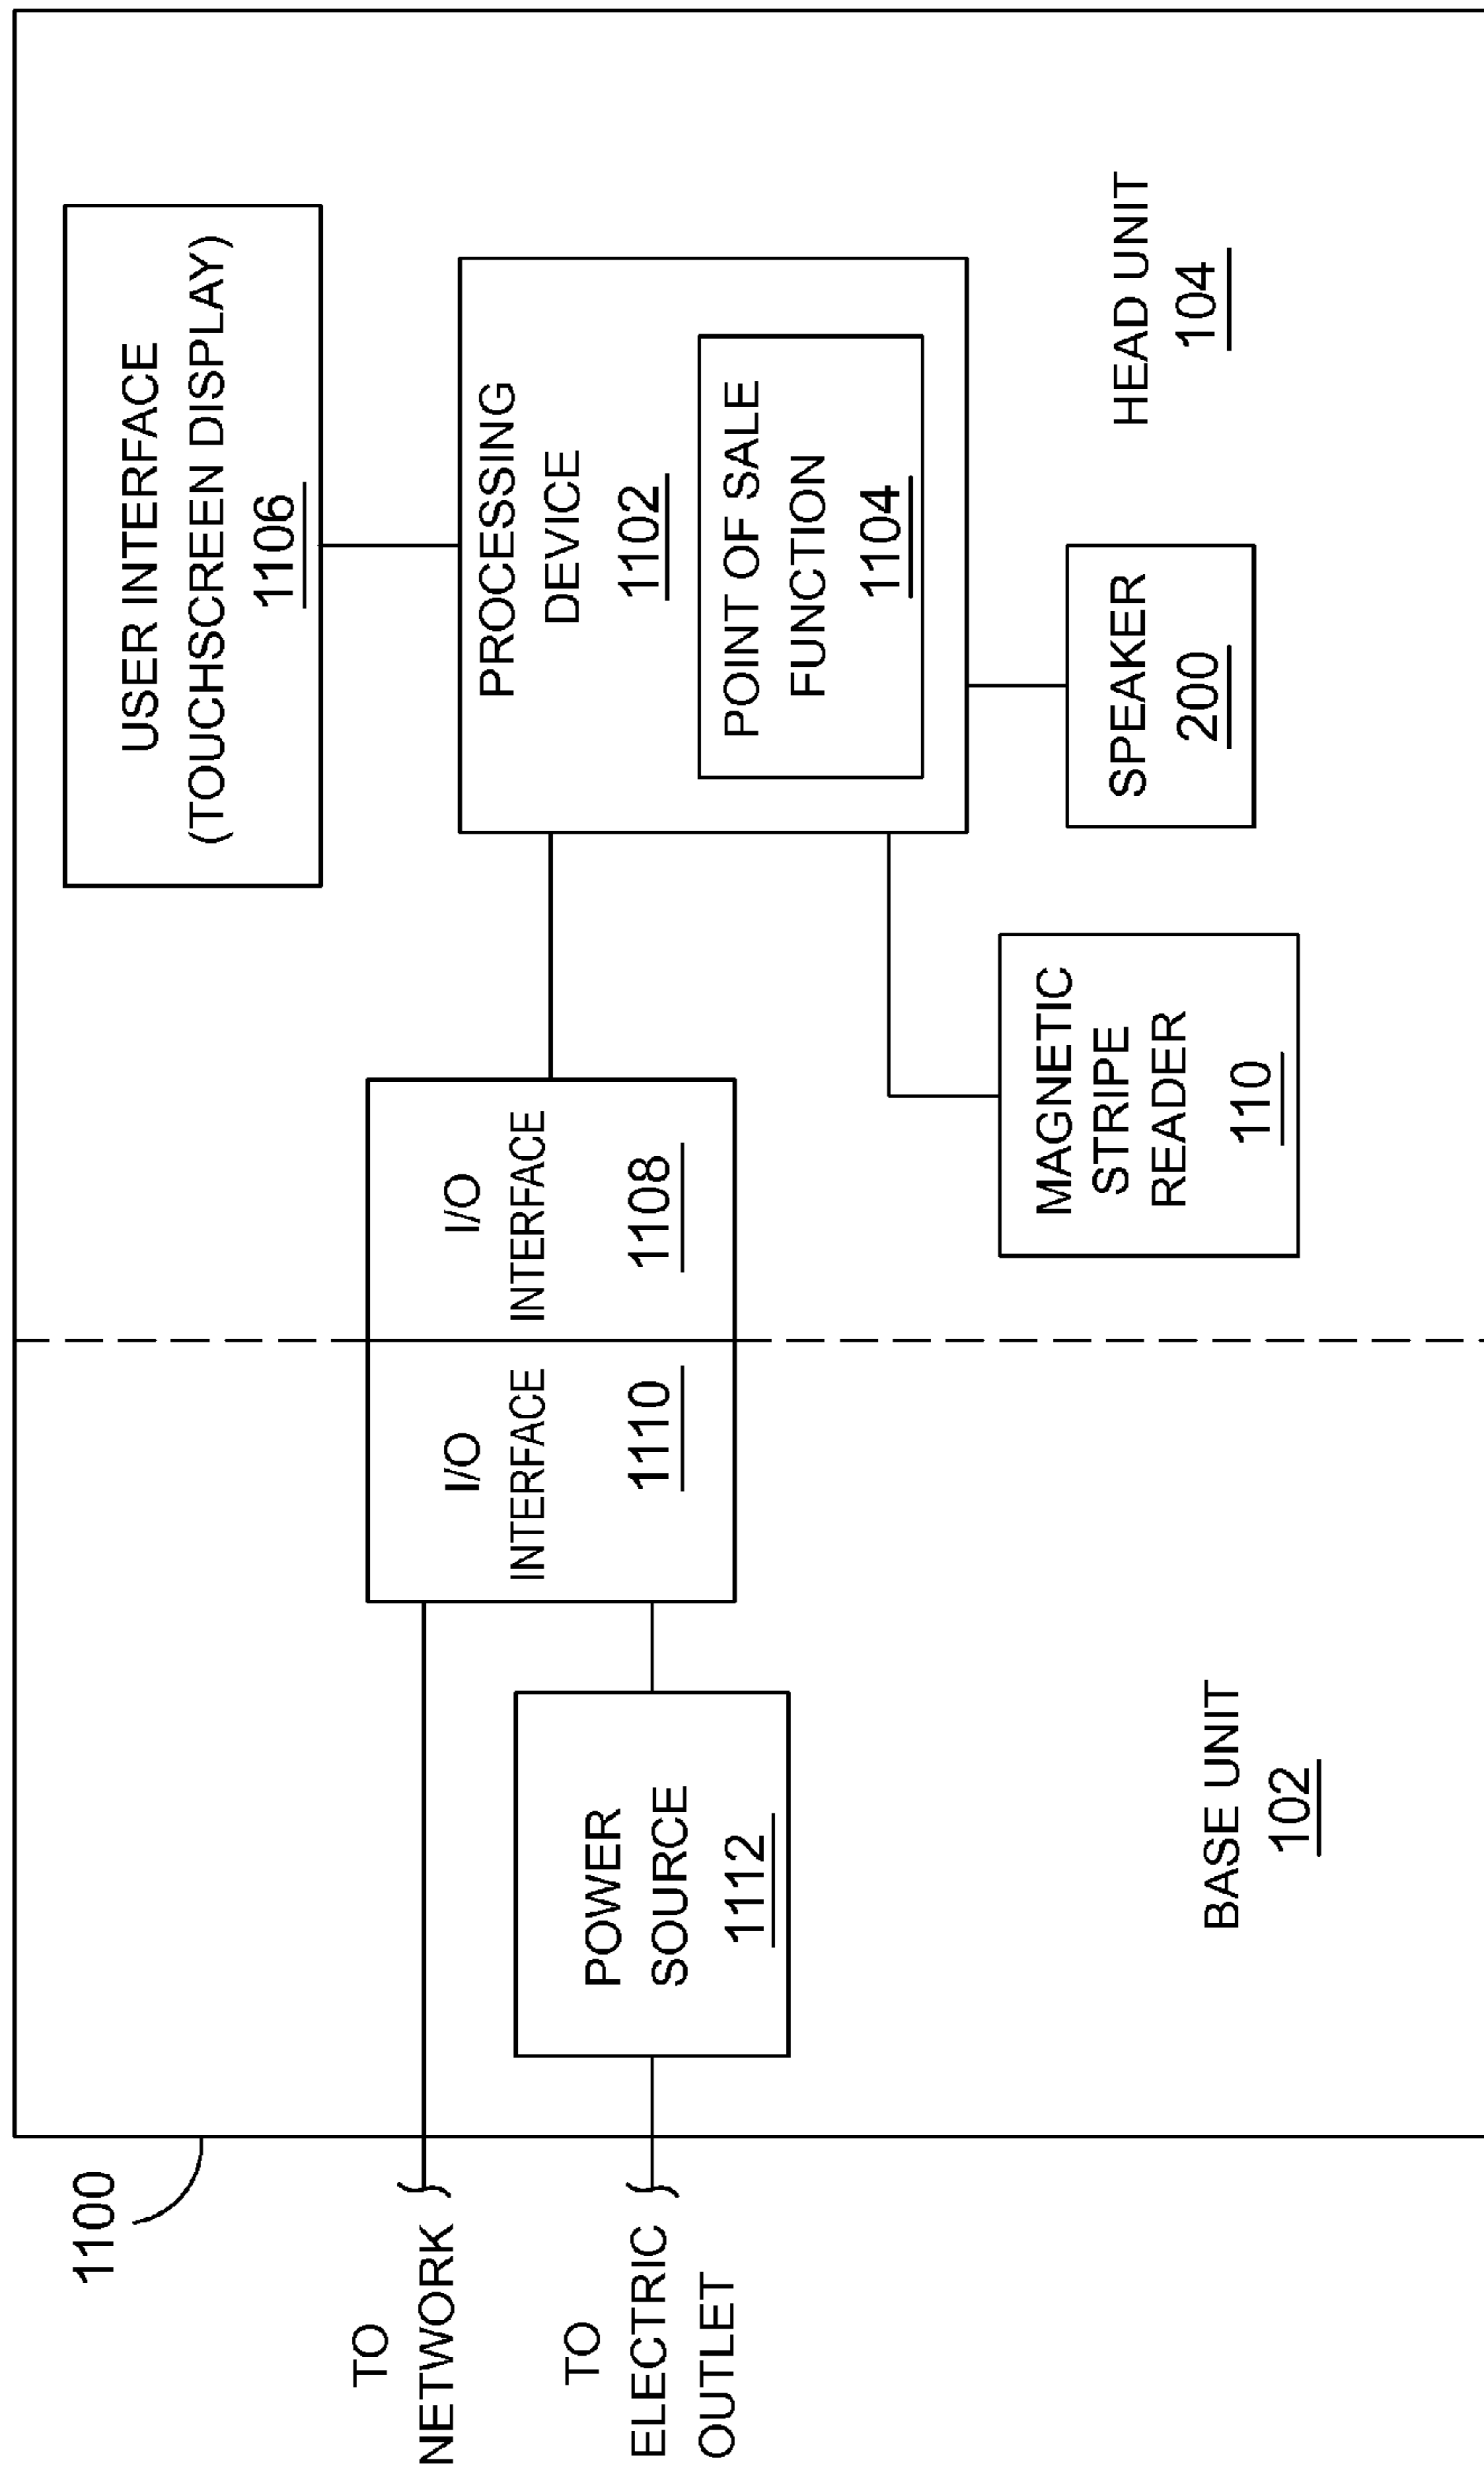 1100
TO
NETWORK
TO
ELECTRIC
OUTLET
POWER
SOURCE
1112
BASE UNIT
102
I/O
INTERFACE
1110
I/O
INTERFACE
1108
USER INTERFACE
(TOUCHSCREEN DISPLAY)
1106
PROCESSING
DEVICE
1102
POINT OF SALE
FUNCTION
1104
MAGNETIC
STRIPE
READER
110
SPEAKER
200
HEAD UNIT
104